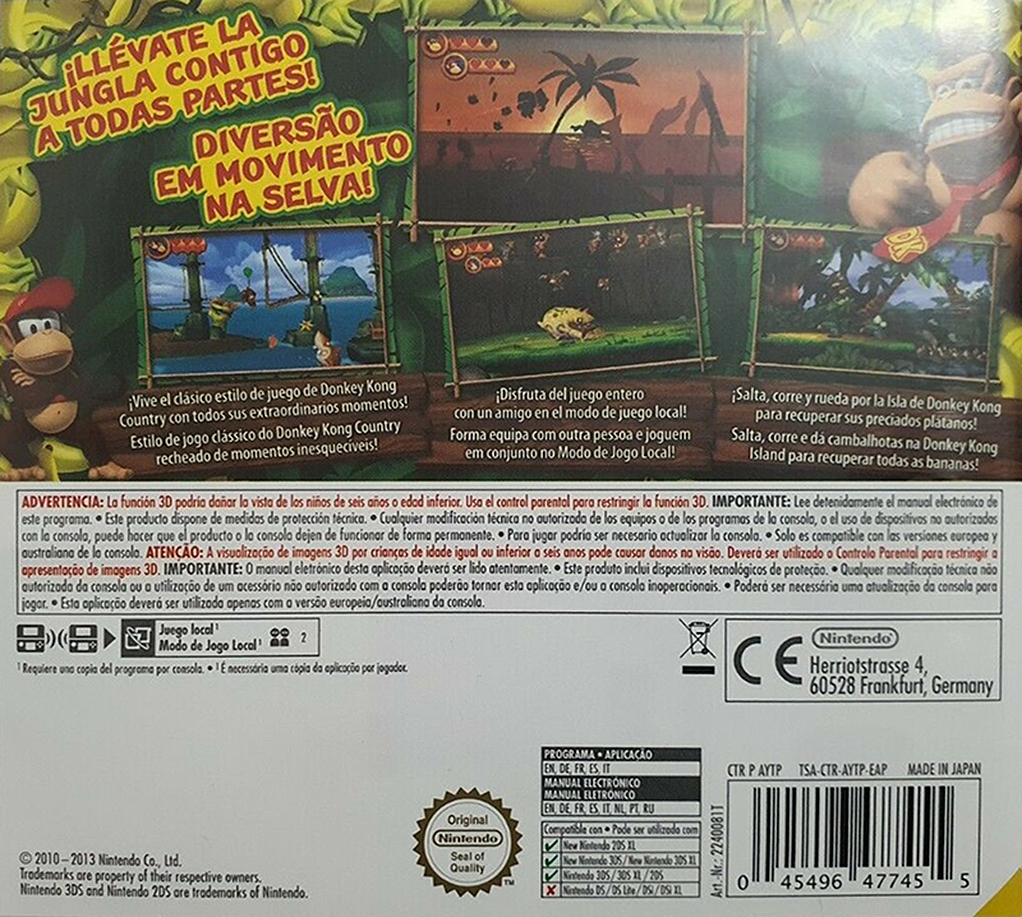 ¡LLÉVATE LA
JUNGLA CONTIGO
A TODAS PARTES!
DIVERSÃO
EM MOVIMENTO
NA SELVA!
DK
¡Vive el clásico estilo de juego de Donkey Kong
Country con todos sus extraordinarios momentos!
Estilo de jogo clássico do Donkey Kong Country
recheado de momentos inesquecíveis!
¡Disfruta del juego entero
con un amigo en el modo de juego local!
Forma equipa com outra pessoa e joguem
em conjunto no Modo de Jogo Local!
¡Salta, corre y rueda por la Isla de Donkey Kong
para recuperar sus preciados plátanos!
Salta, corre e dá cambalhotas na Donkey Kong
Island para recuperar todas as bananas!
ADVERTENCIA: La función 3D podría dañar la vista de los niños de seis años o edad inferior. Usa el control parental para restringir la función 3D. IMPORTANTE: Lee detenidamente el manual electrónico de
este programa. • Este producto dispone de medidas de protección técnica. • Cualquier modificación técnica no autorizada de los equipos o de los programas de la consola, o el uso de dispositivos no autorizados
con la consola, puede hacer que el producto o la consola dejen de funcionar de forma permanente. • Para jugar podría ser necesario actualizar la consola. • Solo es compatible con las versiones europea y
australiana de la consola. ATENÇÃO: A visualização de imagens 3D por crianças de idade igual ou inferior a seis anos pode causar danos na visão. Deverá ser utilizado o Controlo Parental para restringir a
apresentação de imagens 3D. IMPORTANTE: O manual eletrónico desta aplicação deverá ser lido atentamente. • Este produto inclui dispositivos tecnológicos de proteção. • Qualquer modificação técnica não
autorizada da consola ou a utilização de um acessório não autorizado com a consola poderão tornar esta aplicação e/ou a consola inoperacionais. • Poderá ser necessária uma atualização da consola para
jogar. • Esta aplicação deverá ser utilizada apenas com a versão europeia/australiana da consola.
Juego local¹
Modo de Jogo Local¹
2
¹ Requiere una copia del programa por consola. • ¹ É necessária uma cópia da aplicação por jogador.
CE
Nintendo
Herriotstrasse 4,
60528 Frankfurt, Germany
PROGRAMA • APLICAÇÃO
EN, DE, FR, ES, IT
MANUAL ELECTRÓNICO
MANUAL ELETRÓNICO
EN, DE, FR, ES, IT, NL, PT, RU
Compatible con • Pode ser utilizado com
New Nintendo 2DS XL
New Nintendo 3DS / New Nintendo 3DS XL
Nintendo 3DS / 3DS XL / 2DS
Nintendo DS / DS Lite / DSi / DSi XL
Art.-Nr.: 2240081T
CTR P AYTP TSA-CTR-AYTP-EAP MADE IN JAPAN
0 45496 47745 5
Original
Nintendo
Seal of
Quality
TM
© 2010–2013 Nintendo Co., Ltd.
Trademarks are property of their respective owners.
Nintendo 3DS and Nintendo 2DS are trademarks of Nintendo.